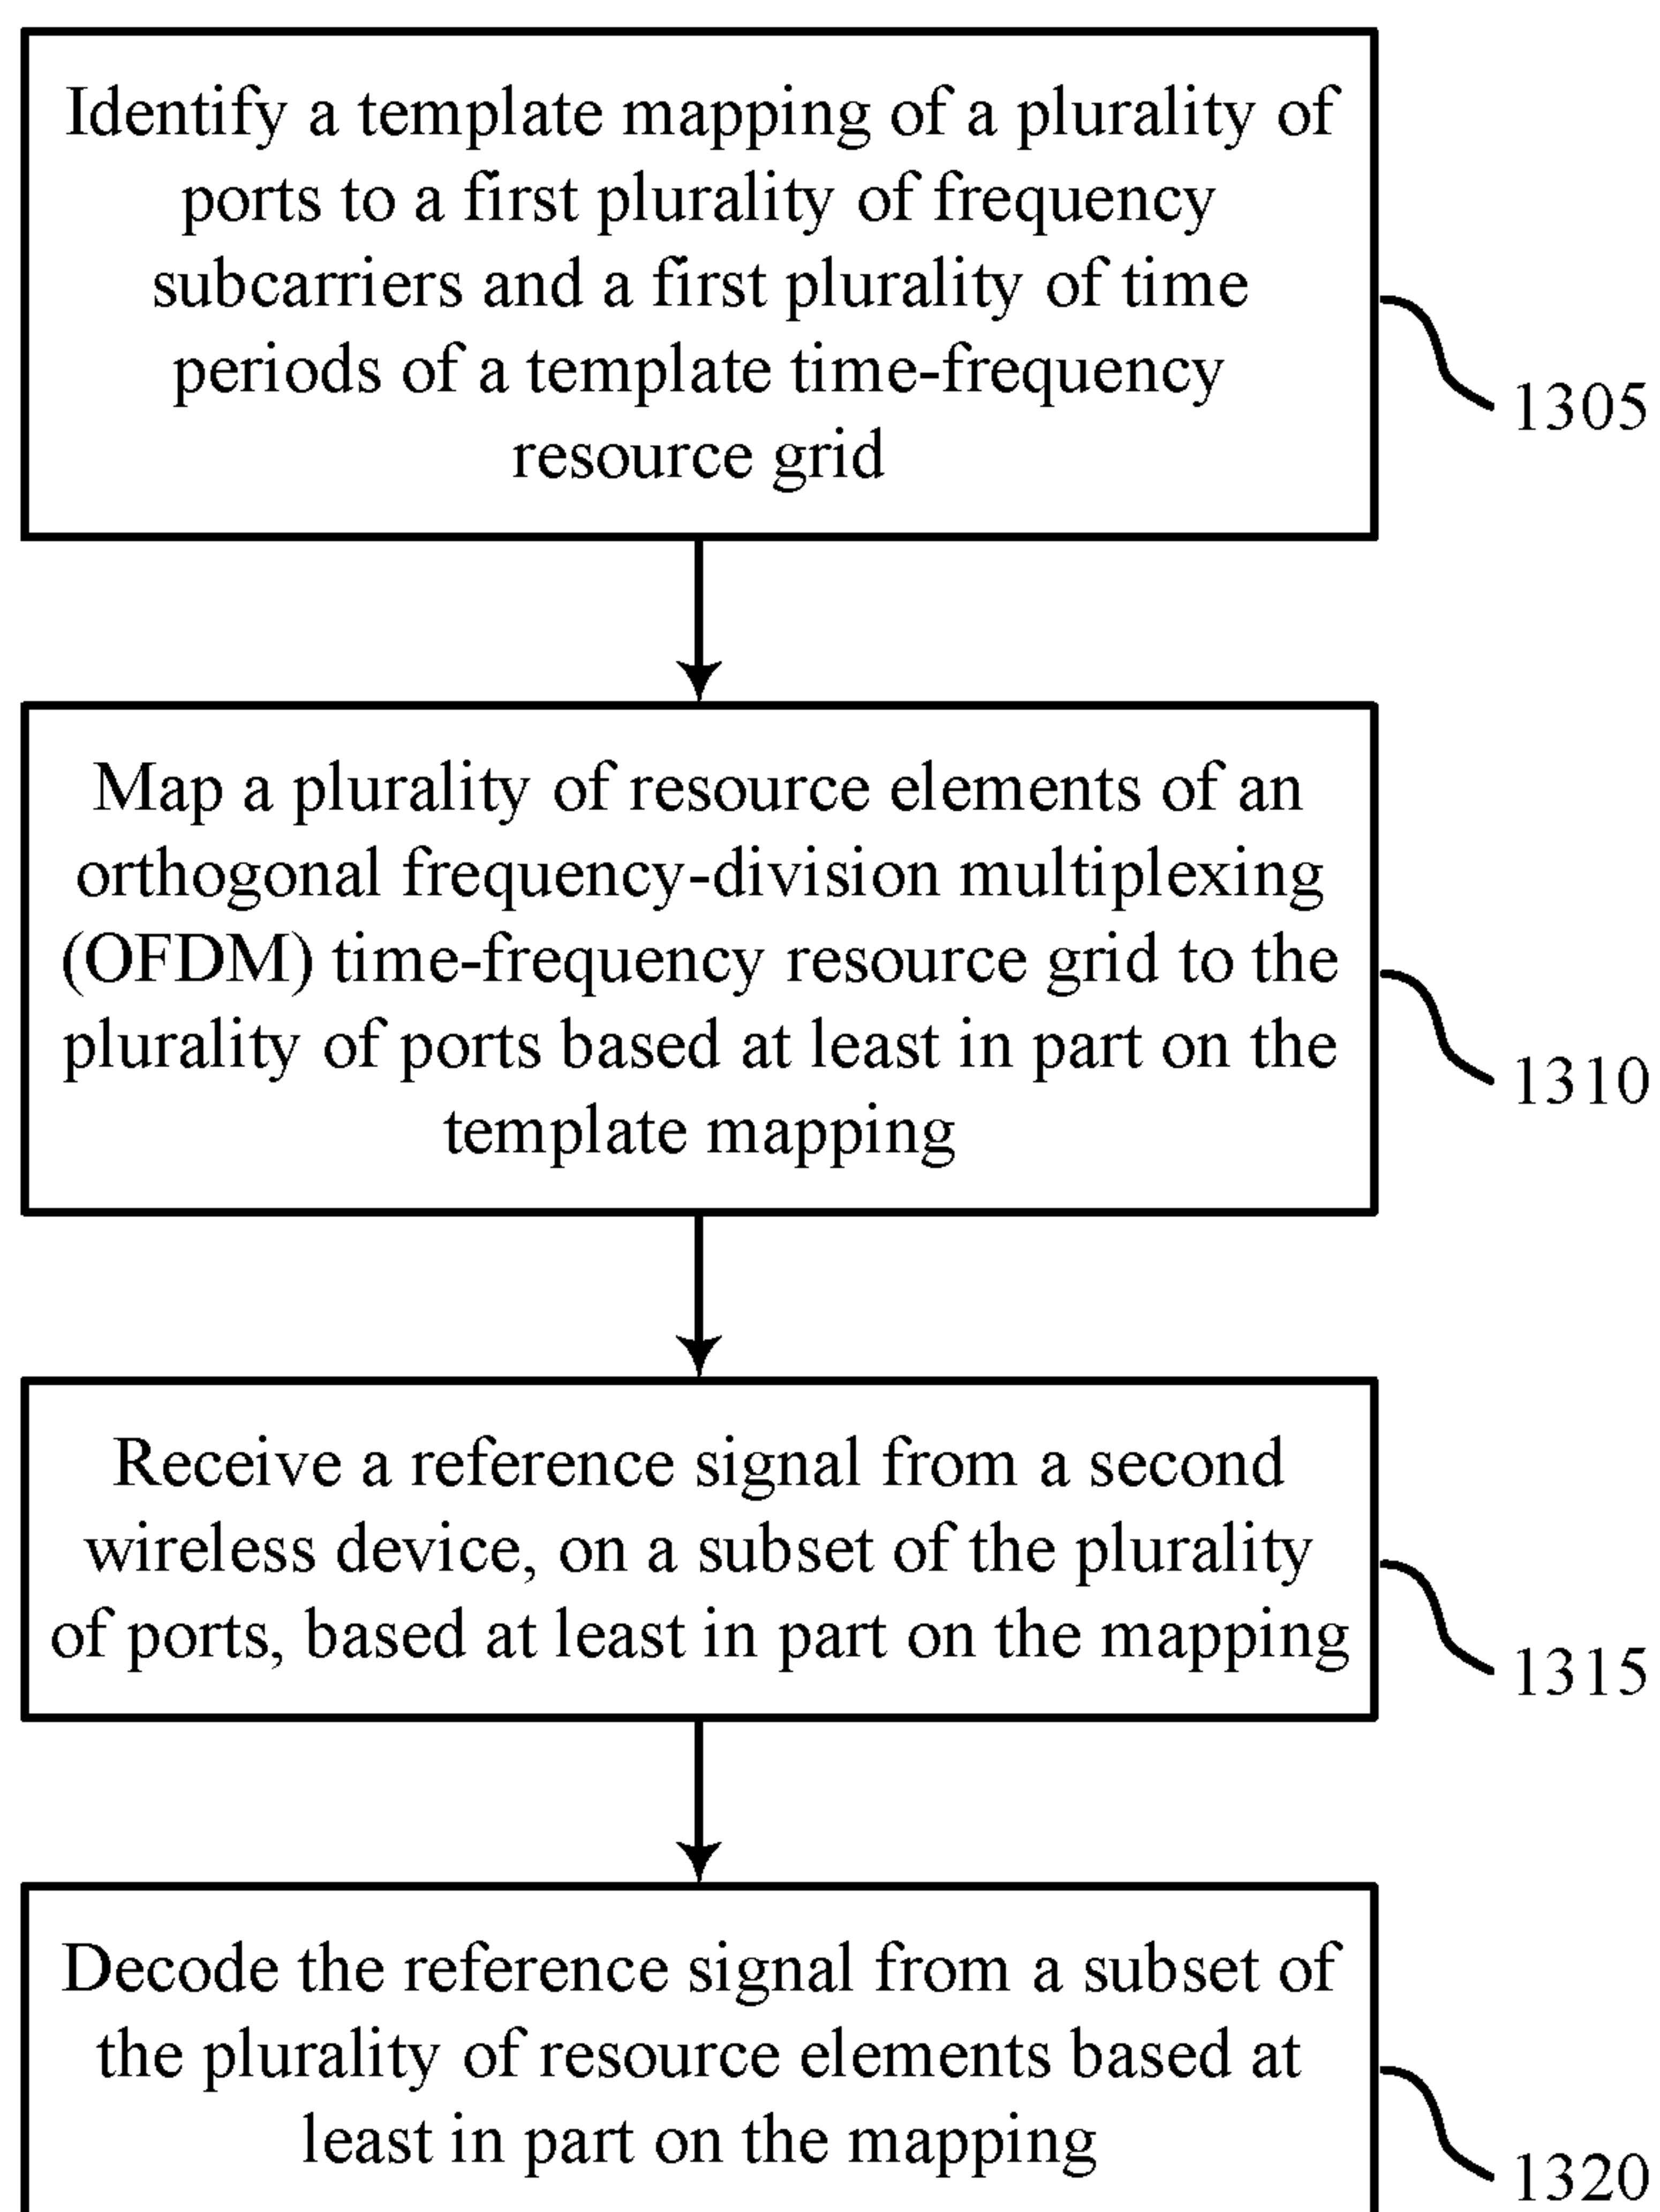 Identify a template mapping of a plurality of
ports to a first plurality of frequency
subcarriers and a first plurality of time
periods of a template time-frequency
resource grid
1305
Map a plurality of resource elements of an
orthogonal frequency-division multiplexing
(OFDM) time-frequency resource grid to the
plurality of ports based at least in part on the
template mapping
1310
Receive a reference signal from a second
wireless device, on a subset of the plurality
of ports, based at least in part on the mapping
1315
Decode the reference signal from a subset of
the plurality of resource elements based at
least in part on the mapping
1320